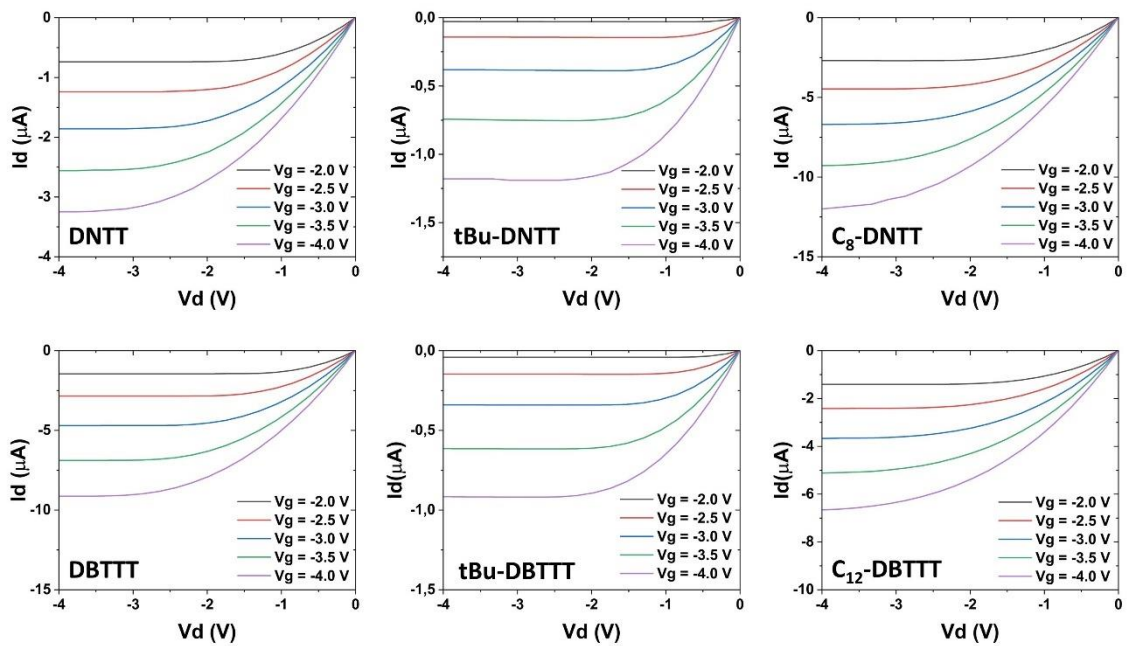 0
-1
-2
-3
-4
Id (µA)
Vg = -2.0 V
Vg = -2.5 V
Vg = -3.0 V
Vg = -3.5 V
Vg = -4.0 V
DNTT
-4 -3 -2 -1 0
Vd (V)
0,0
-0,5
-1,0
-1,5
Id (µA)
Vg = -2.0 V
Vg = -2.5 V
Vg = -3.0 V
Vg = -3.5 V
Vg = -4.0 V
tBu-DNTT
-4 -3 -2 -1 0
Vd (V)
0
-5
-10
-15
Id (µA)
Vg = -2.0 V
Vg = -2.5 V
Vg = -3.0 V
Vg = -3.5 V
Vg = -4.0 V
C₈-DNTT
-4 -3 -2 -1 0
Vd (V)
0
-5
-10
-15
Id (µA)
Vg = -2.0 V
Vg = -2.5 V
Vg = -3.0 V
Vg = -3.5 V
Vg = -4.0 V
DBTTT
-4 -3 -2 -1 0
Vd (V)
0,0
-0,5
-1,0
-1,5
Id(µA)
Vg = -2.0 V
Vg = -2.5 V
Vg = -3.0 V
Vg = -3.5 V
Vg = -4.0 V
tBu-DBTTT
-4 -3 -2 -1 0
Vd (V)
0
-2
-4
-6
-8
-10
Id(µA)
Vg = -2.0 V
Vg = -2.5 V
Vg = -3.0 V
Vg = -3.5 V
Vg = -4.0 V
C₁₂-DBTTT
-4 -3 -2 -1 0
Vd (V)